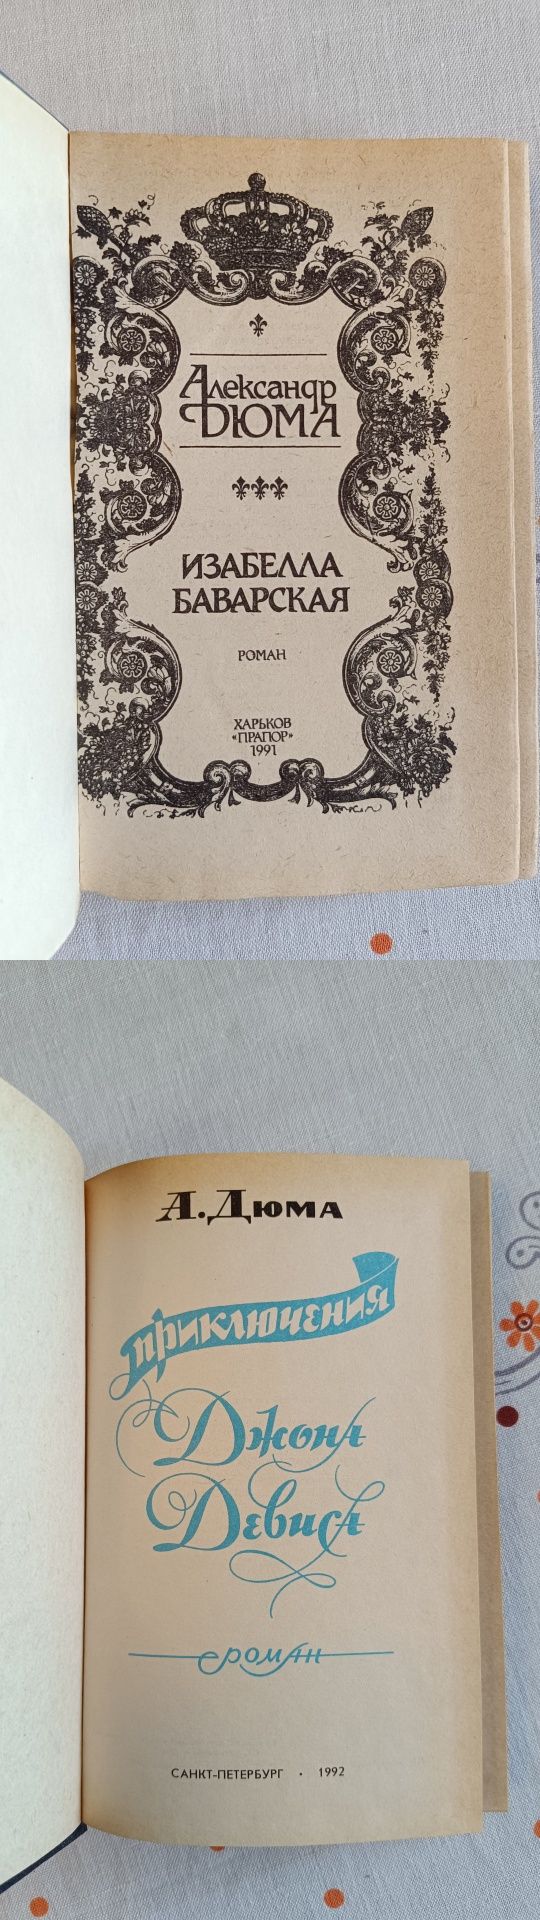 Александр
ДЮМА
ИЗАБЕЛЛА
БАВАРСКАЯ
РОМАН
ХАРЬКОВ
«ПРАПОР»
1991
А. Дюма
приключения
Джона
Девиса
роман
САНКТ-ПЕТЕРБУРГ · 1992